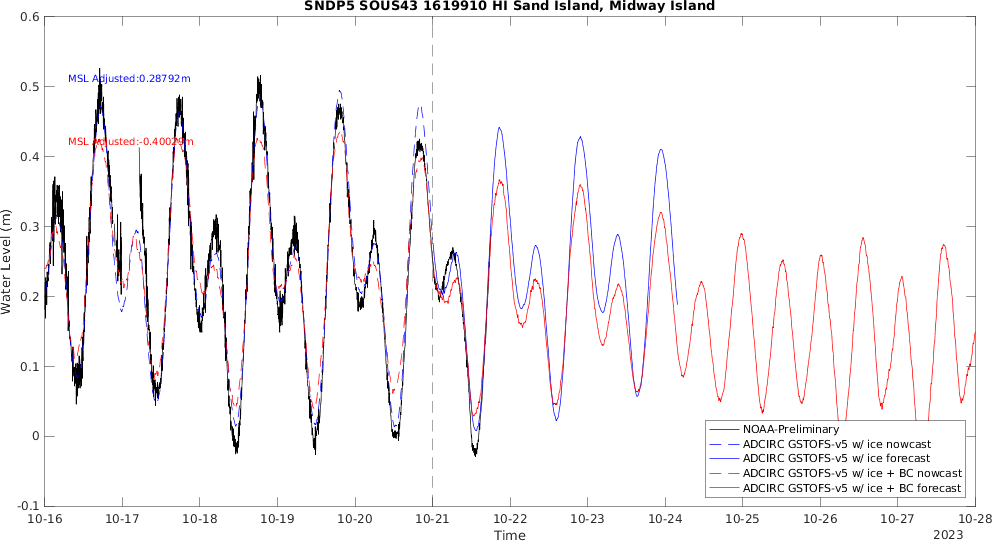 SNDP5 SOUS43 1619910 HI Sand Island, Midway Island
0.6
0.5
0.4
0.3
0.2
0.1
0
-0.1
Water Level (m)
MSL Adjusted:0.28792m
MSL Adjusted:-0.40029m
NOAA-Preliminary
ADCIRC GSTOFS-v5 w/ ice nowcast
ADCIRC GSTOFS-v5 w/ ice forecast
ADCIRC GSTOFS-v5 w/ ice + BC nowcast
ADCIRC GSTOFS-v5 w/ ice + BC forecast
10-16 10-17 10-18 10-19 10-20 10-21 10-22 10-23 10-24 10-25 10-26 10-27 10-28
Time
2023